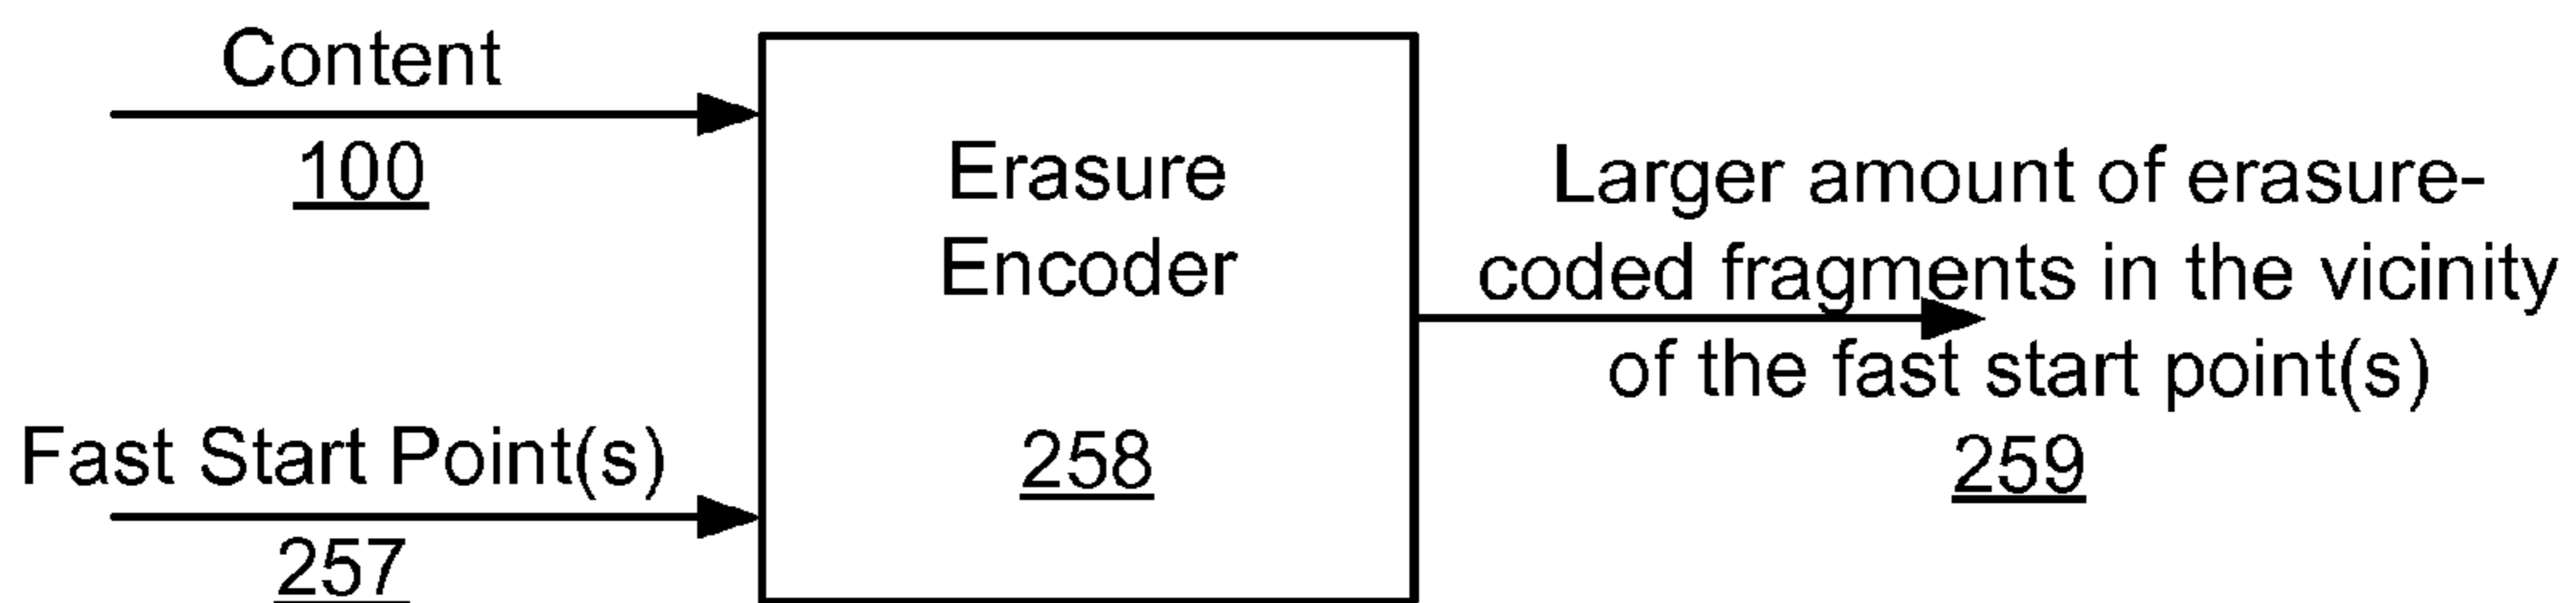 Content
100
Fast Start Point(s)
257
Erasure
Encoder
258
Larger amount of erasure-
coded fragments in the vicinity
of the fast start point(s)
259